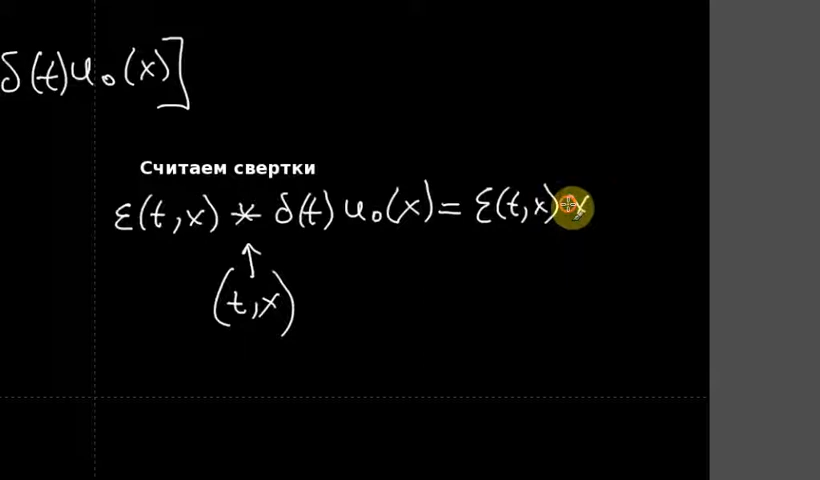 δ(t)u₀(x)]
Считаем свертки
ε(t,x) * δ(t) u₀(x) = ε(t,x) *
↑
(t,x)